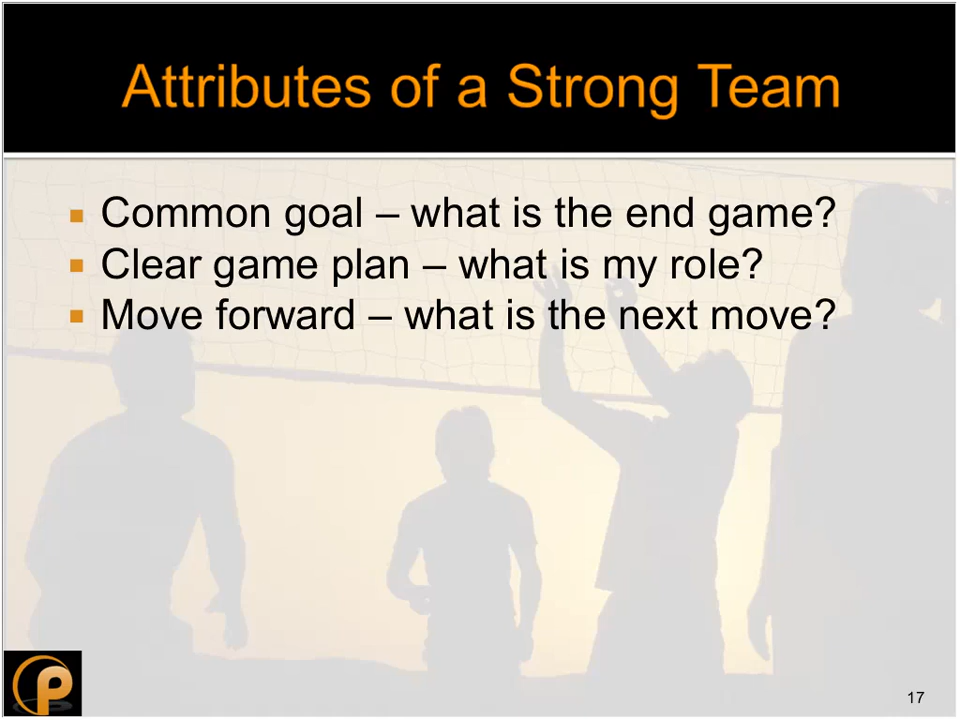 Attributes of a Strong Team
Common goal – what is the end game?
Clear game plan – what is my role?
Move forward – what is the next move?
P
17